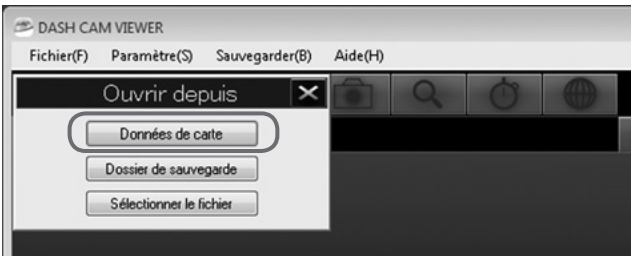 DASH CAM VIEWER
Fichier(F) Paramètre(S) Sauvegarder(B) Aide(H)
Ouvrir depuis
Données de carte
Dossier de sauvegarde
Sélectionner le fichier